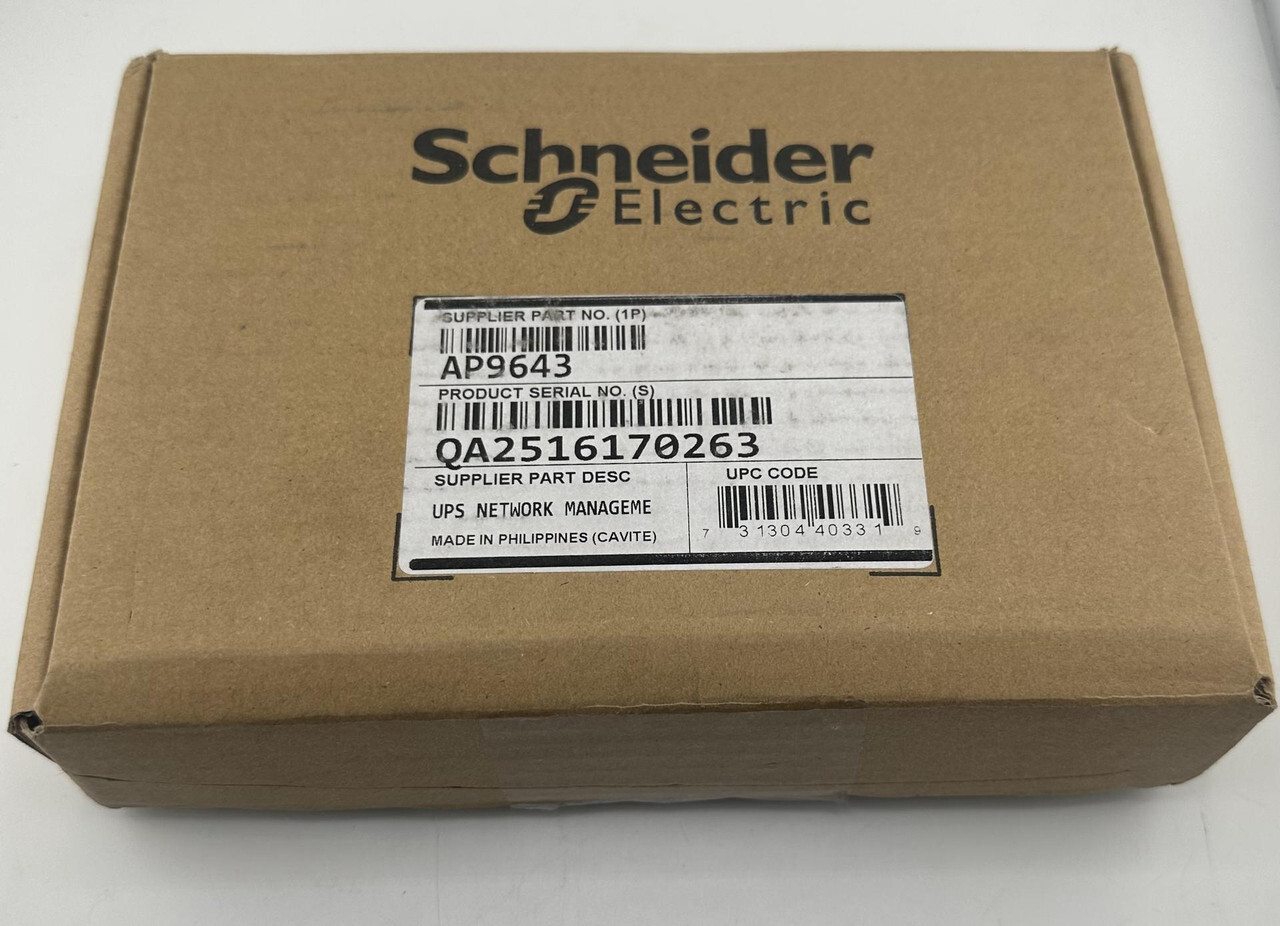 Schneider
Electric
SUPPLIER PART NO. (1P)
AP9643
PRODUCT SERIAL NO. (S)
QA2516170263
SUPPLIER PART DESC
UPC CODE
UPS NETWORK MANAGEME
7 31304 40331 9
MADE IN PHILIPPINES (CAVITE)